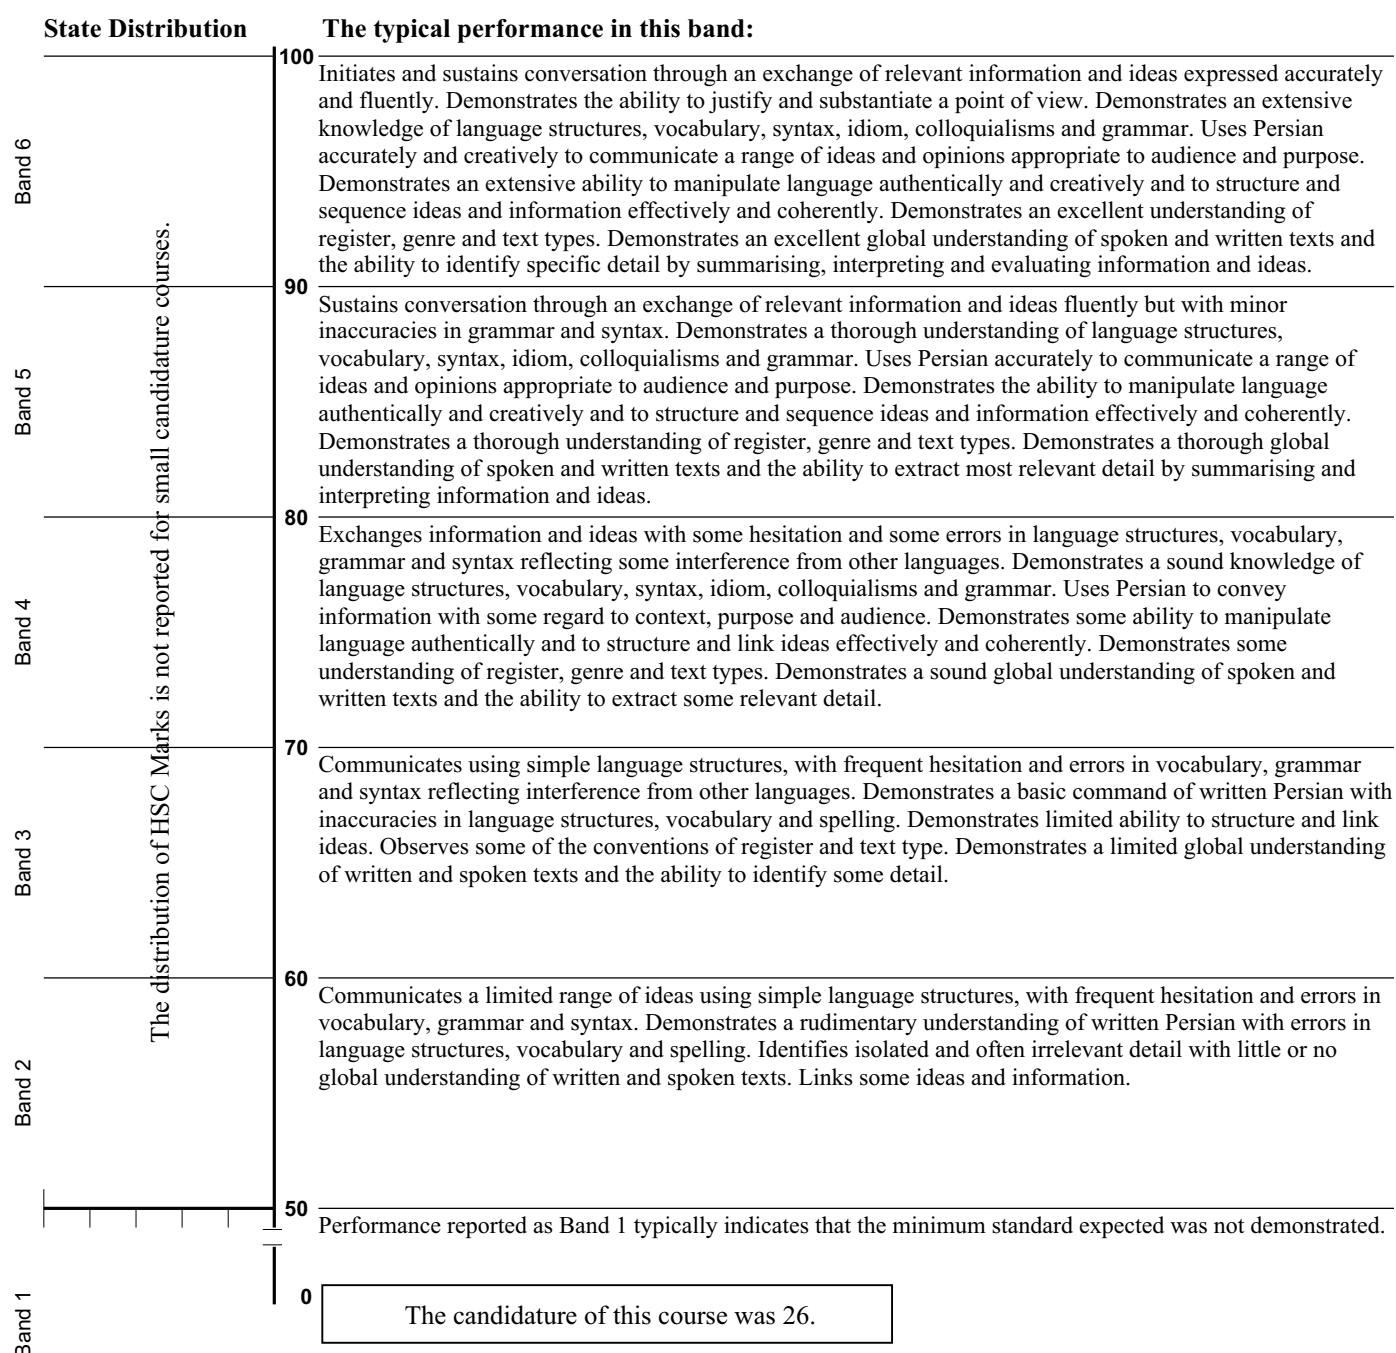 State Distribution
The typical performance in this band:
100
Initiates and sustains conversation through an exchange of relevant information and ideas expressed accurately
and fluently. Demonstrates the ability to justify and substantiate a point of view. Demonstrates an extensive
knowledge of language structures, vocabulary, syntax, idiom, colloquialisms and grammar. Uses Persian
accurately and creatively to communicate a range of ideas and opinions appropriate to audience and purpose.
Demonstrates an extensive ability to manipulate language authentically and creatively and to structure and
sequence ideas and information effectively and coherently. Demonstrates an excellent understanding of
register, genre and text types. Demonstrates an excellent global understanding of spoken and written texts and
the ability to identify specific detail by summarising, interpreting and evaluating information and ideas.
Band 6
90
Sustains conversation through an exchange of relevant information and ideas fluently but with minor
inaccuracies in grammar and syntax. Demonstrates a thorough understanding of language structures,
vocabulary, syntax, idiom, colloquialisms and grammar. Uses Persian accurately to communicate a range of
ideas and opinions appropriate to audience and purpose. Demonstrates the ability to manipulate language
authentically and creatively and to structure and sequence ideas and information effectively and coherently.
Demonstrates a thorough understanding of register, genre and text types. Demonstrates a thorough global
understanding of spoken and written texts and the ability to extract most relevant detail by summarising and
interpreting information and ideas.
Band 5
80
Exchanges information and ideas with some hesitation and some errors in language structures, vocabulary,
grammar and syntax reflecting some interference from other languages. Demonstrates a sound knowledge of
language structures, vocabulary, syntax, idiom, colloquialisms and grammar. Uses Persian to convey
information with some regard to context, purpose and audience. Demonstrates some ability to manipulate
language authentically and to structure and link ideas effectively and coherently. Demonstrates some
understanding of register, genre and text types. Demonstrates a sound global understanding of spoken and
written texts and the ability to extract some relevant detail.
Band 4
The distribution of HSC Marks is not reported for small candidature courses.
70
Communicates using simple language structures, with frequent hesitation and errors in vocabulary, grammar
and syntax reflecting interference from other languages. Demonstrates a basic command of written Persian with
inaccuracies in language structures, vocabulary and spelling. Demonstrates limited ability to structure and link
ideas. Observes some of the conventions of register and text type. Demonstrates a limited global understanding
of written and spoken texts and the ability to identify some detail.
Band 3
60
Communicates a limited range of ideas using simple language structures, with frequent hesitation and errors in
vocabulary, grammar and syntax. Demonstrates a rudimentary understanding of written Persian with errors in
language structures, vocabulary and spelling. Identifies isolated and often irrelevant detail with little or no
global understanding of written and spoken texts. Links some ideas and information.
Band 2
50
Performance reported as Band 1 typically indicates that the minimum standard expected was not demonstrated.
0
The candidature of this course was 26.
Band 1